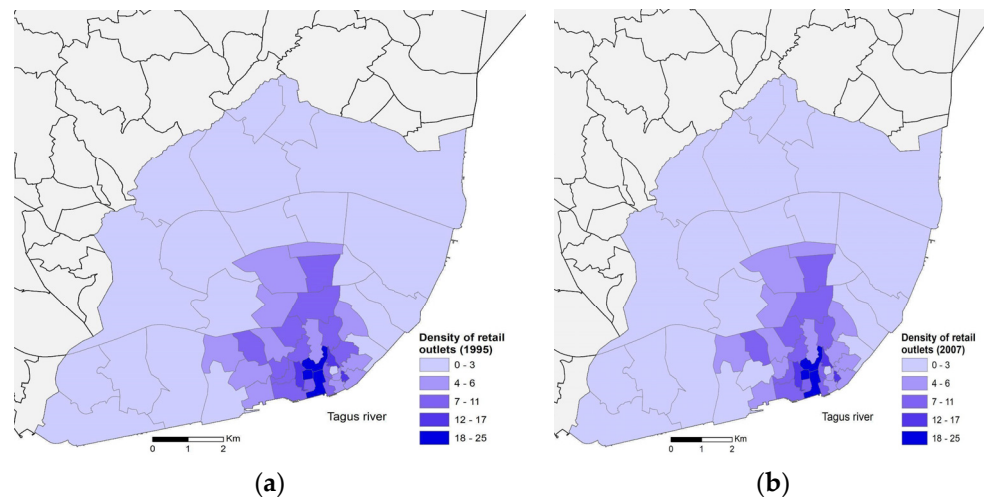 Density of retail
outlets (1995)
0 - 3
4 - 6
7 - 11
12 - 17
18 - 25
Tagus river
Km
0 1 2
(a)
Density of retail
outlets (2007)
0 - 3
4 - 6
7 - 11
12 - 17
18 - 25
Tagus river
Km
0 1 2
(b)